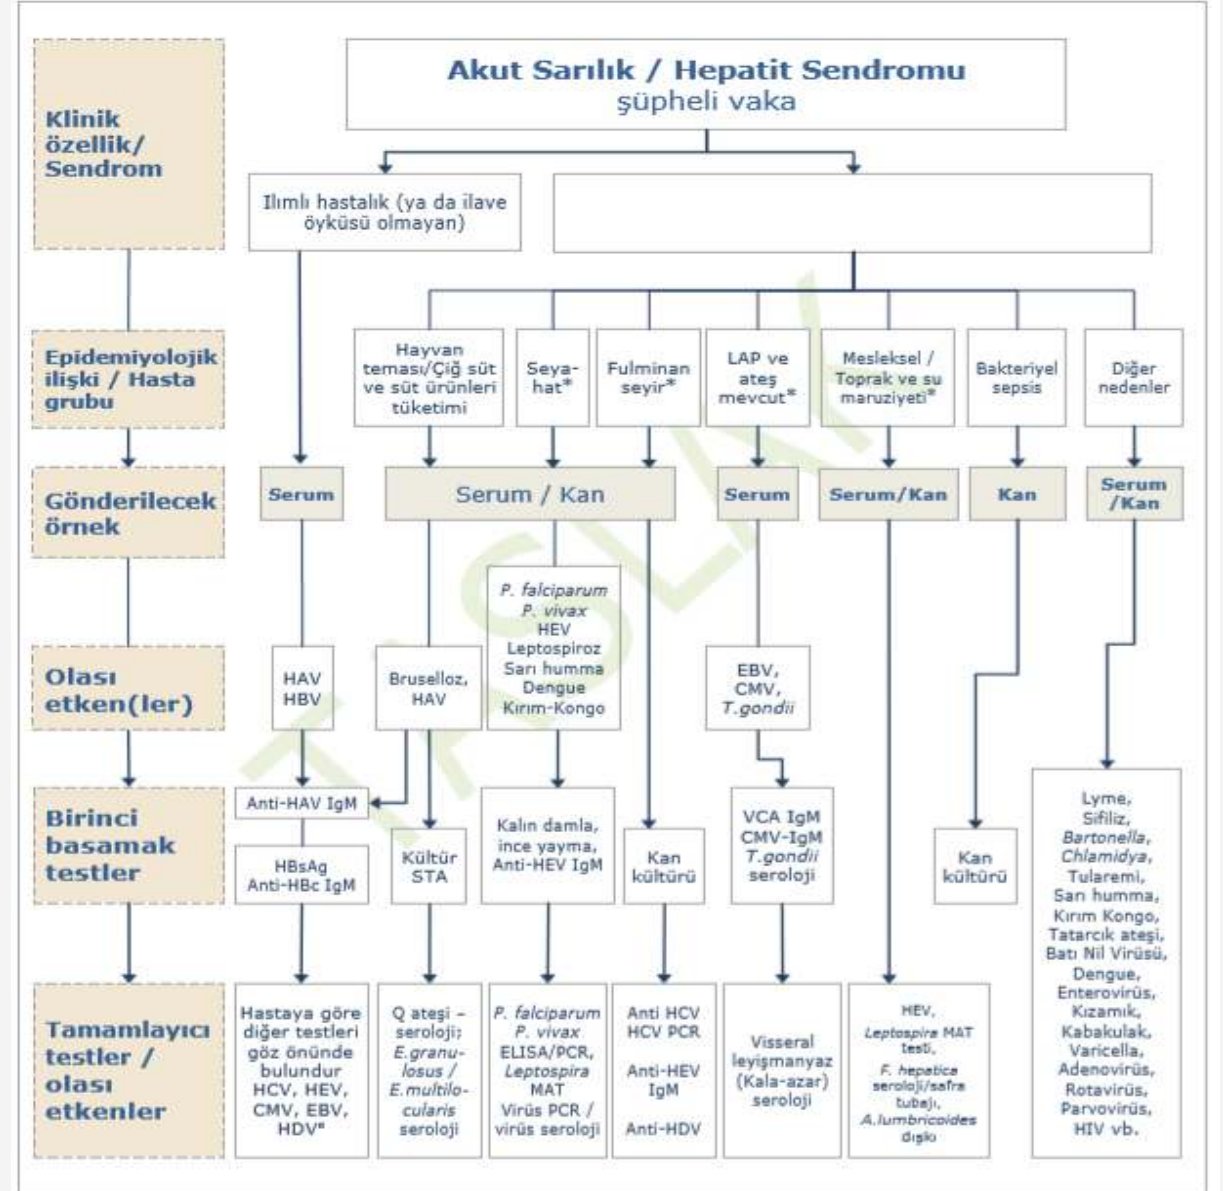 Akut Sarılık / Hepatit Sendromu
şüpheli vaka
Klinik
özellik/
Sendrom
Ilımlı hastalık (ya da ilave
öyküsü olmayan)
Epidemiyolojik
ilişki / Hasta
grubu
Hayvan
teması/Çiğ süt
ve süt ürünleri
tüketimi
Seya-
hat*
Fulminan
seyir*
LAP ve
ateş
mevcut*
Mesleksel /
Toprak ve su
maruziyeti*
Bakteriyel
sepsis
Diğer
nedenler
Gönderilecek
örnek
Serum
Serum / Kan
Serum
Serum/Kan
Kan
Serum
/Kan
Olası
etken(ler)
HAV
HBV
Bruselloz,
HAV
P. falciparum
P. vivax
HEV
Leptospiroz
Sarı humma
Dengue
Kırım-Kongo
EBV,
CMV,
T.gondii
Birinci
basamak
testler
Anti-HAV IgM
HBsAg
Anti-HBc IgM
Kültür
STA
Kalın damla,
ince yayma,
Anti-HEV IgM
Kan
kültürü
VCA IgM
CMV-IgM
T.gondii
seroloji
Kan
kültürü
Lyme,
Sifiliz,
Bartonella,
Chlamidya,
Tularemi,
Sarı humma,
Kırım Kongo,
Tatarcık ateşi,
Batı Nil Virüsü,
Dengue,
Enterovirüs,
Kızamık,
Kabakulak,
Varicella,
Adenovirüs,
Rotavirüs,
Parvovirüs,
HIV vb.
Tamamlayıcı
testler /
olası
etkenler
Hastaya göre
diğer testleri
göz önünde
bulundur
HCV, HEV,
CMV, EBV,
HDV*
Q ateşi –
seroloji;
E.granu-
losus /
E.multilo-
cularis
seroloji
P. falciparum
P. vivax
ELISA/PCR,
Leptospira
MAT
Virüs PCR /
virüs seroloji
Anti HCV
HCV PCR
Anti-HEV
IgM
Anti-HDV
Visseral
leyişmanyaz
(Kala-azar)
seroloji
HEV,
Leptospira MAT
testi,
F. hepatica
seroloji/safra
tubajı,
A.lumbricoides
dışkı
TASLAK